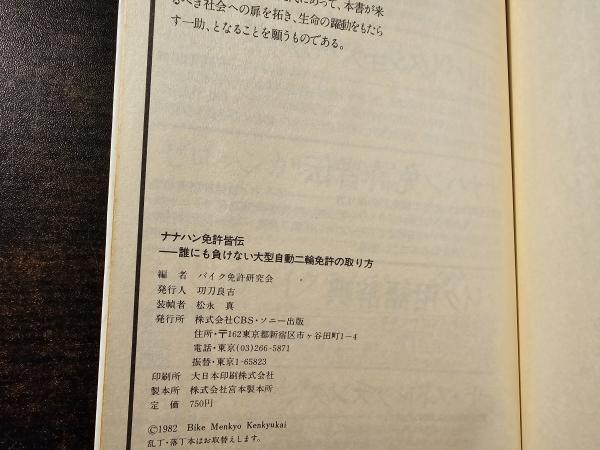 にあって、本書が来
るべき社会への扉を拓き、生命の躍動をもたら
す一助、となることを願うものである。
ナナハン免許皆伝
──誰にも負けない大型自動二輪免許の取り方
編　者　バイク免許研究会
発行人　功刀良吉
装幀者　松永　真
発行所　株式会社CBS・ソニー出版
住所・〒162東京都新宿区市ヶ谷田町1-4
電話・東京(03)266-5871
振替・東京1-65823
印刷所　大日本印刷株式会社
製本所　株式会社宮本製本所
定　価　750円
©1982 Bike Menkyo Kenkyukai
乱丁・落丁本はお取替えします。